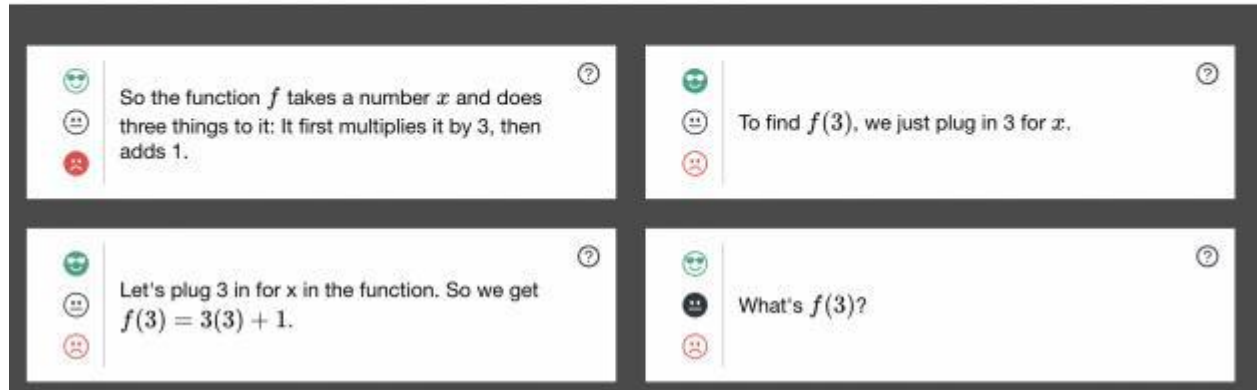 So the function f takes a number x and does
three things to it: It first multiplies it by 3, then
adds 1.
To find f(3), we just plug in 3 for x.
Let's plug 3 in for x in the function. So we get
f(3) = 3(3) + 1.
What's f(3)?